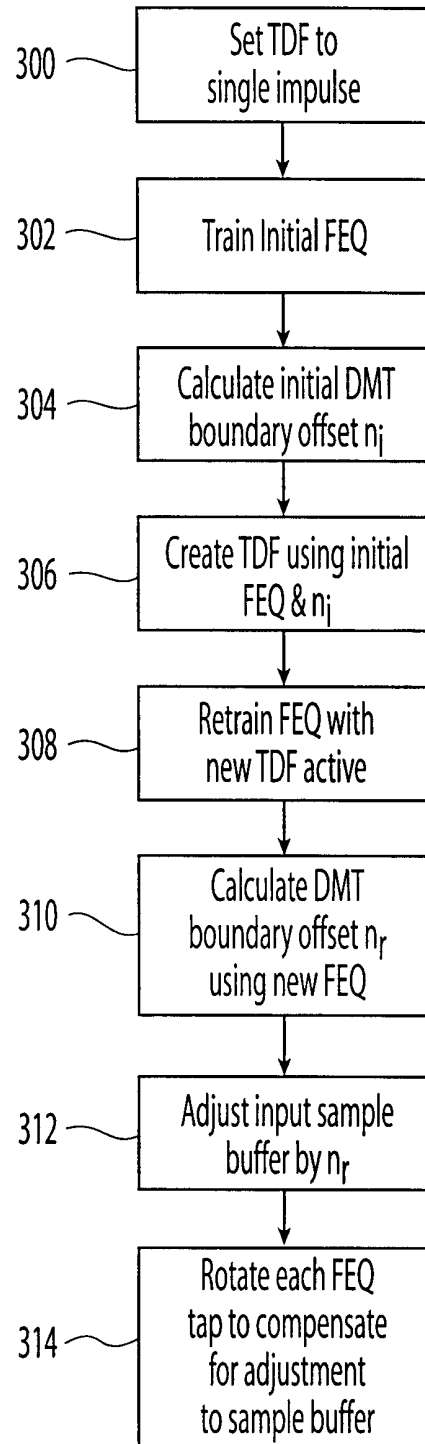 300
Set TDF to
single impulse
302
Train Initial FEQ
304
Calculate initial DMT
boundary offset ni
306
Create TDF using initial
FEQ & ni
308
Retrain FEQ with
new TDF active
310
Calculate DMT
boundary offset nr
using new FEQ
312
Adjust input sample
buffer by nr
314
Rotate each FEQ
tap to compensate
for adjustment
to sample buffer